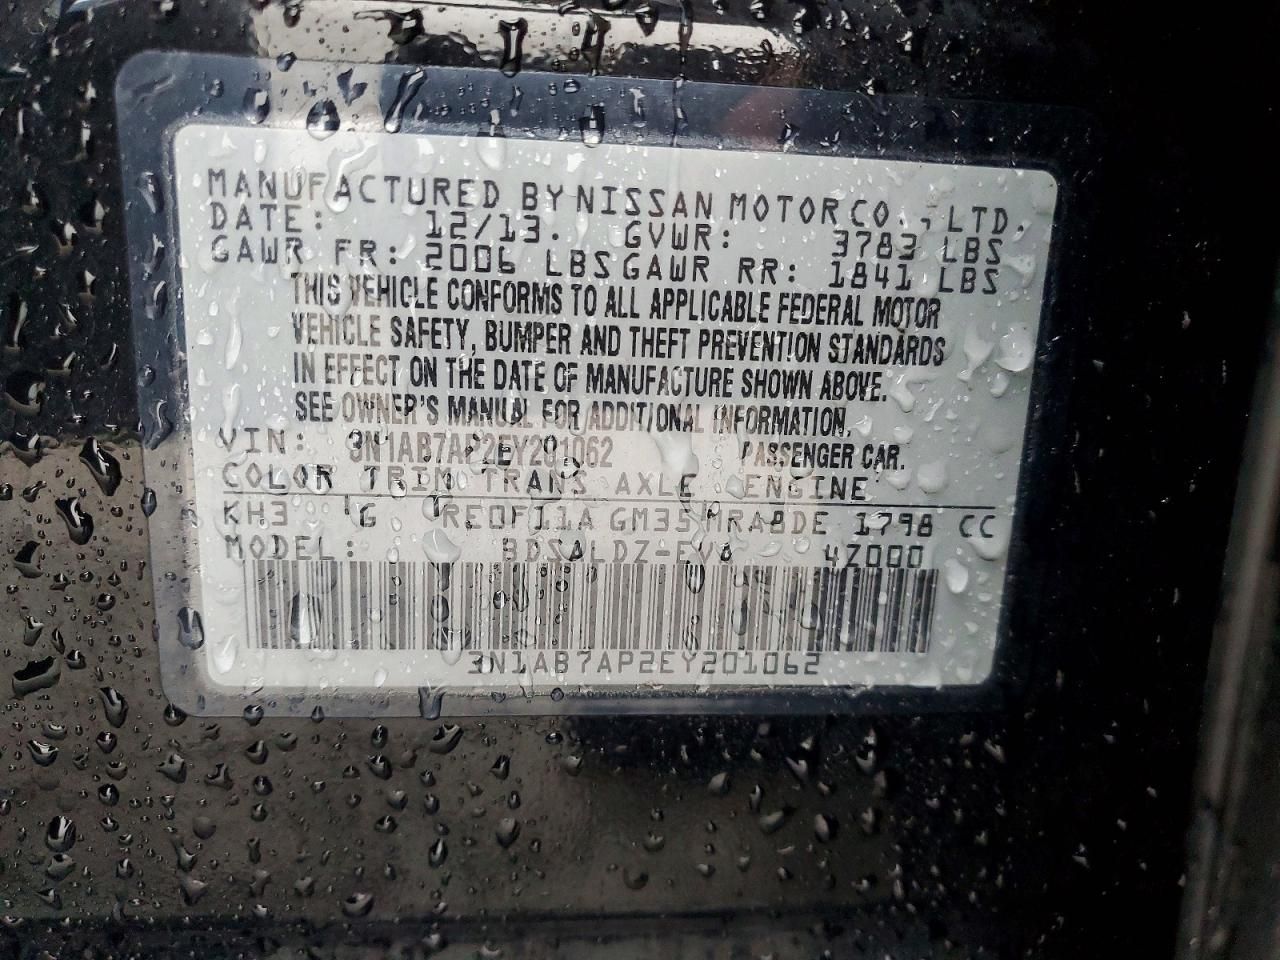 MANUFACTURED BY NISSAN MOTOR CO., LTD.
DATE: 12/13. GVWR: 3783 LBS
GAWR FR: 2006 LBS GAWR RR: 1841 LBS
THIS VEHICLE CONFORMS TO ALL APPLICABLE FEDERAL MOTOR
VEHICLE SAFETY, BUMPER AND THEFT PREVENTION STANDARDS
IN EFFECT ON THE DATE OF MANUFACTURE SHOWN ABOVE.
SEE OWNER'S MANUAL FOR ADDITIONAL INFORMATION.
VIN: 3N1AB7AP2EY201062 PASSENGER CAR.
COLOR TRIM TRANS AXLE ENGINE
KH3 G RE0F11A GM35 MRA8DE 1798 CC
MODEL: 4Z000
3N1AB7AP2EY201062